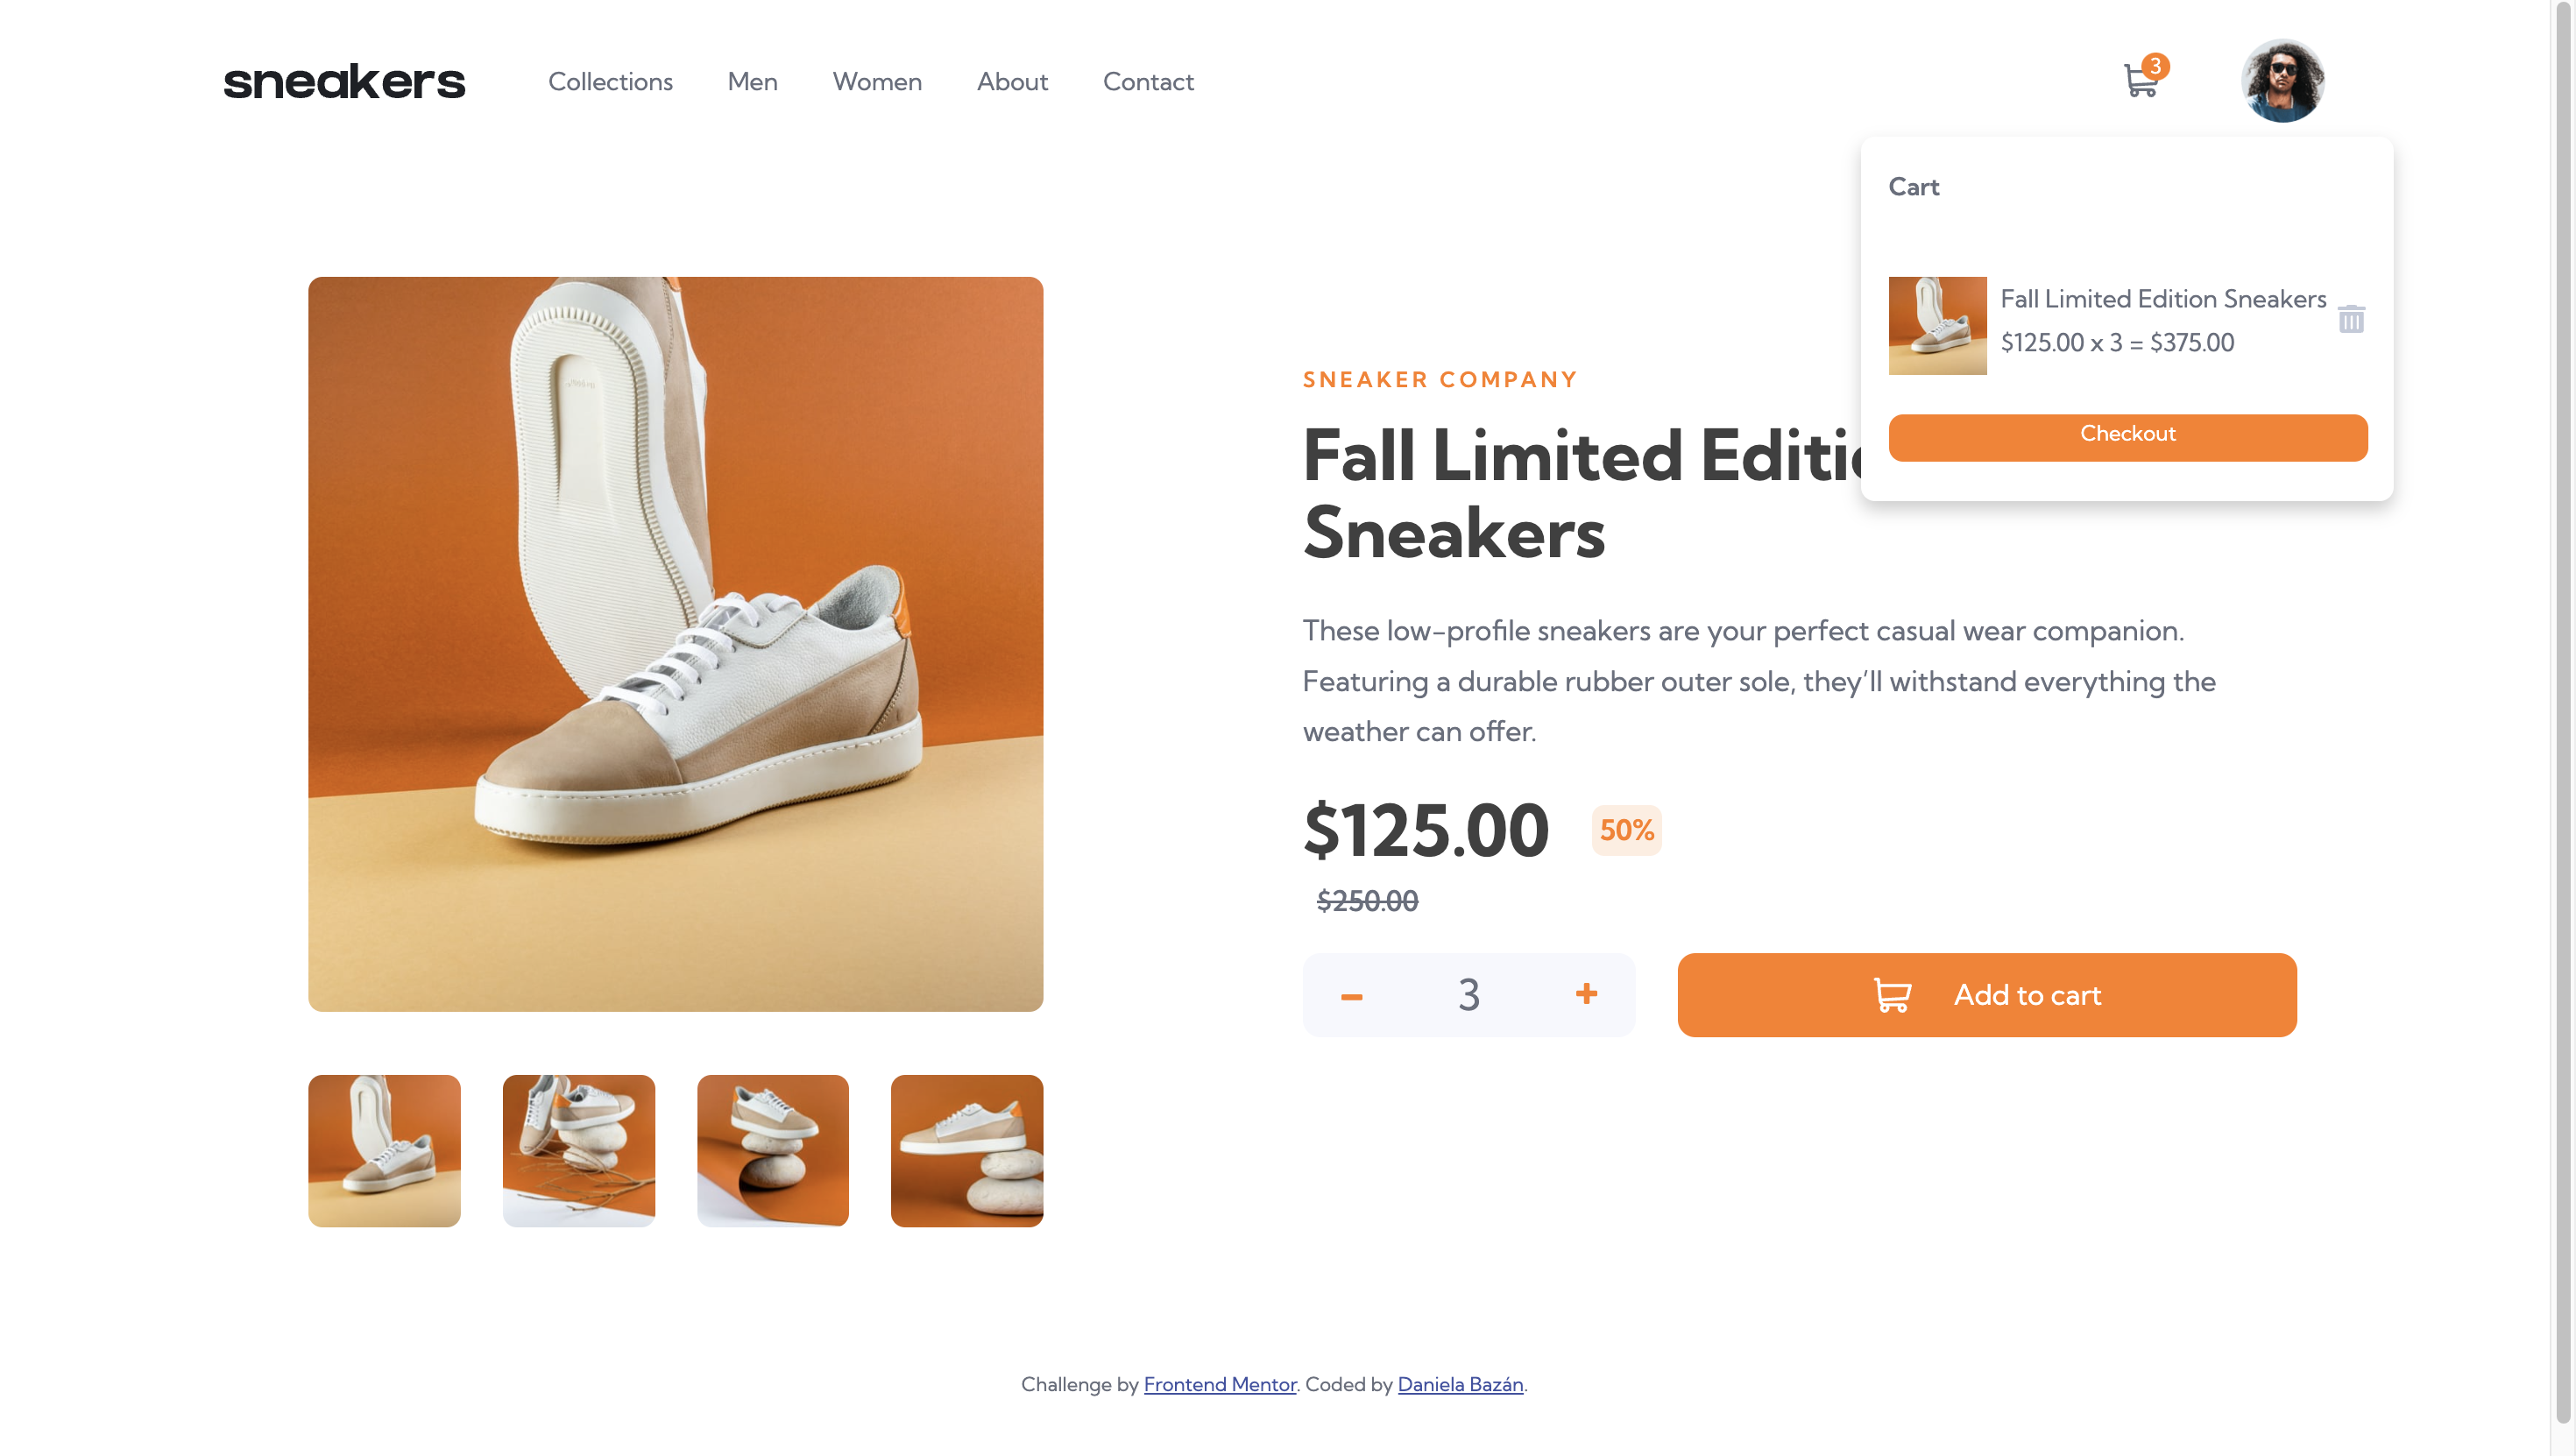 sneakers
Collections
Men
Women
About
Contact
3
Cart
Fall Limited Edition Sneakers
$125.00 x 3 = $375.00
Checkout
SNEAKER COMPANY
Fall Limited Editi
Sneakers
These low-profile sneakers are your perfect casual wear companion.
Featuring a durable rubber outer sole, they’ll withstand everything the
weather can offer.
$125.00
50%
$250.00
3
Add to cart
Challenge by Frontend Mentor. Coded by Daniela Bazán.